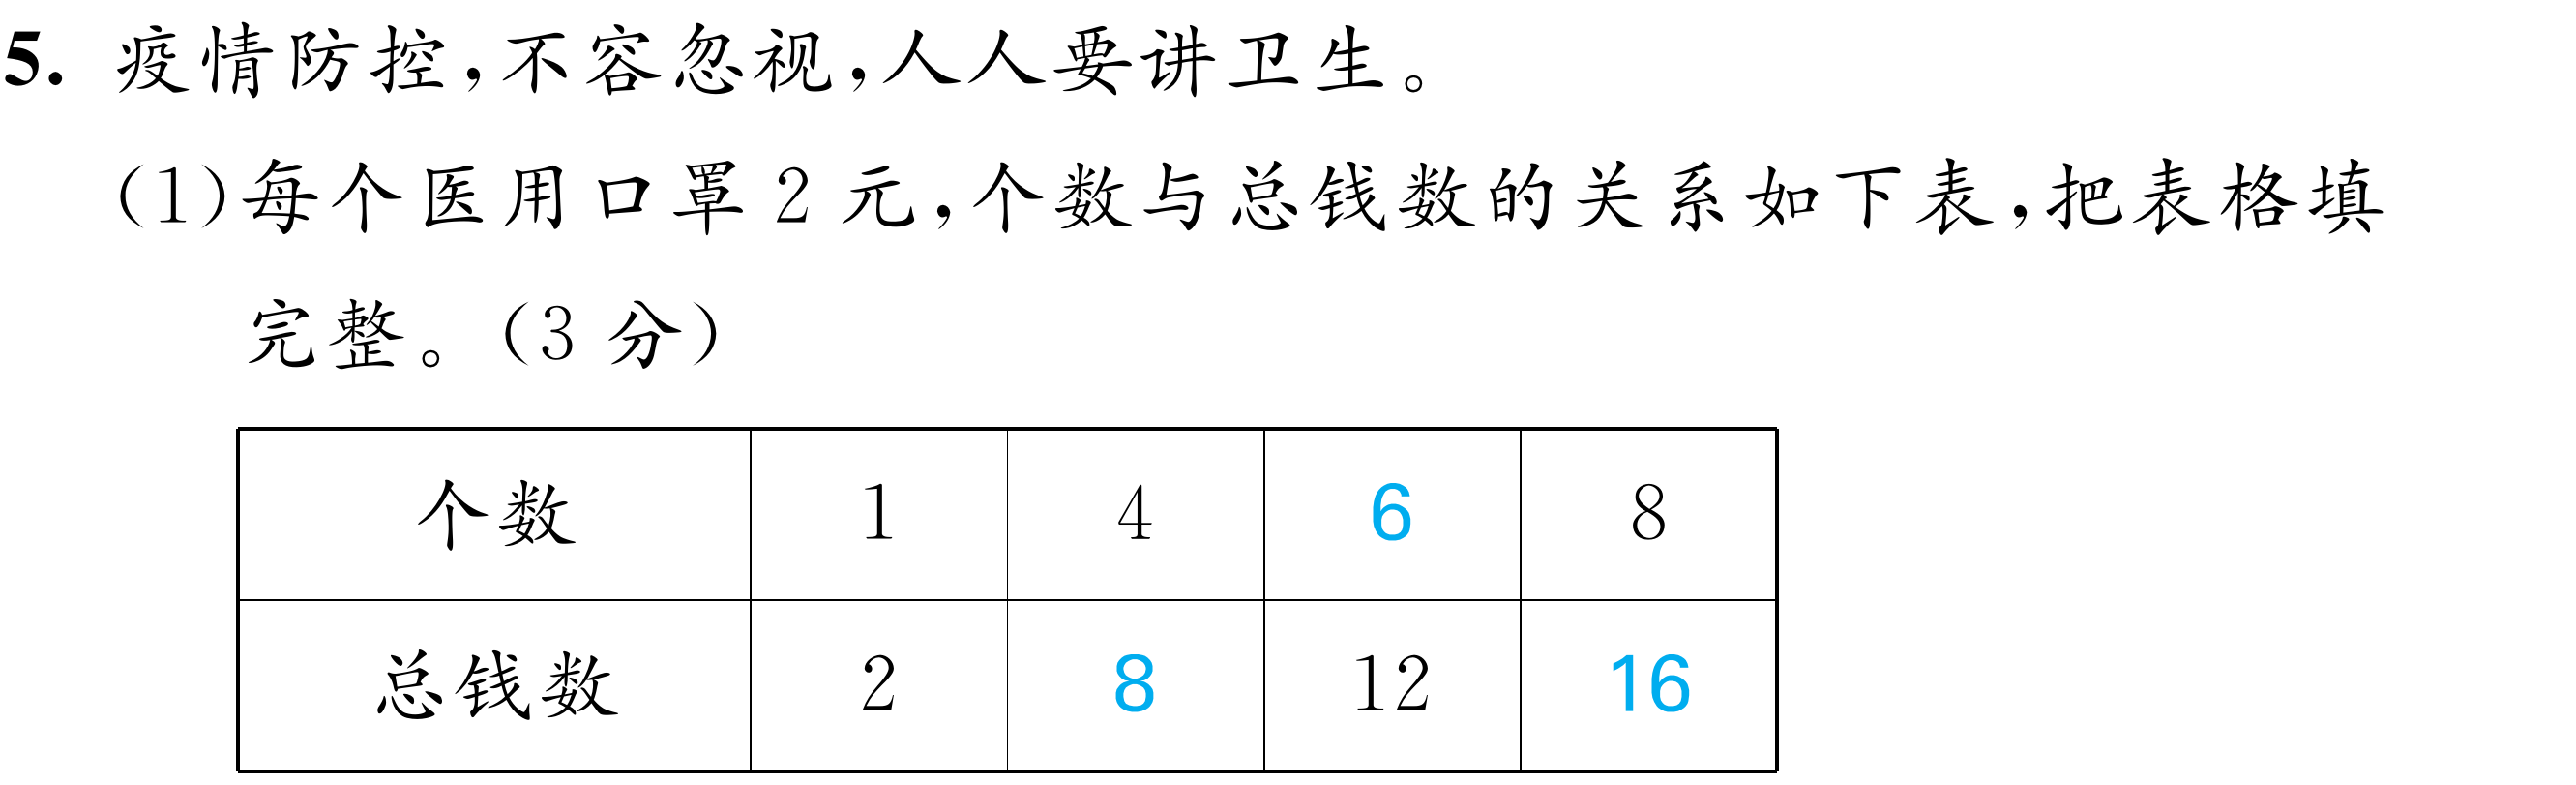 5. 疫情防控,不容忽视,人人要讲卫生。
(1)每个医用口罩 2 元,个数与总钱数的关系如下表,把表格填
完整。(3 分)
个数 1 4 6 8
总钱数 2 8 12 16